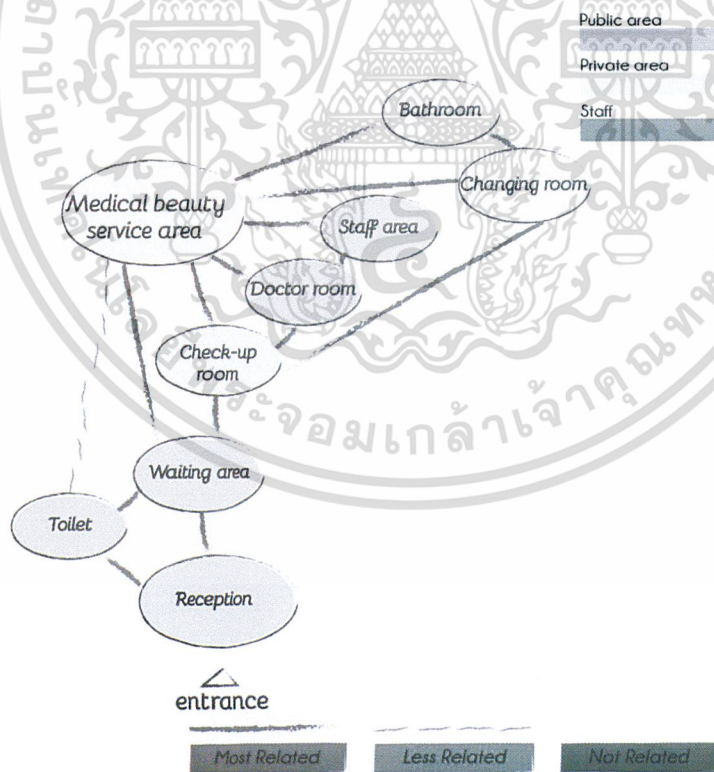 Public area
Private area
Staff
Bathroom
Changing room
Medical beauty
service area
Staff area
Doctor room
Check-up
room
Waiting area
Toilet
Reception
entrance
Most Related
Less Related
Not Related